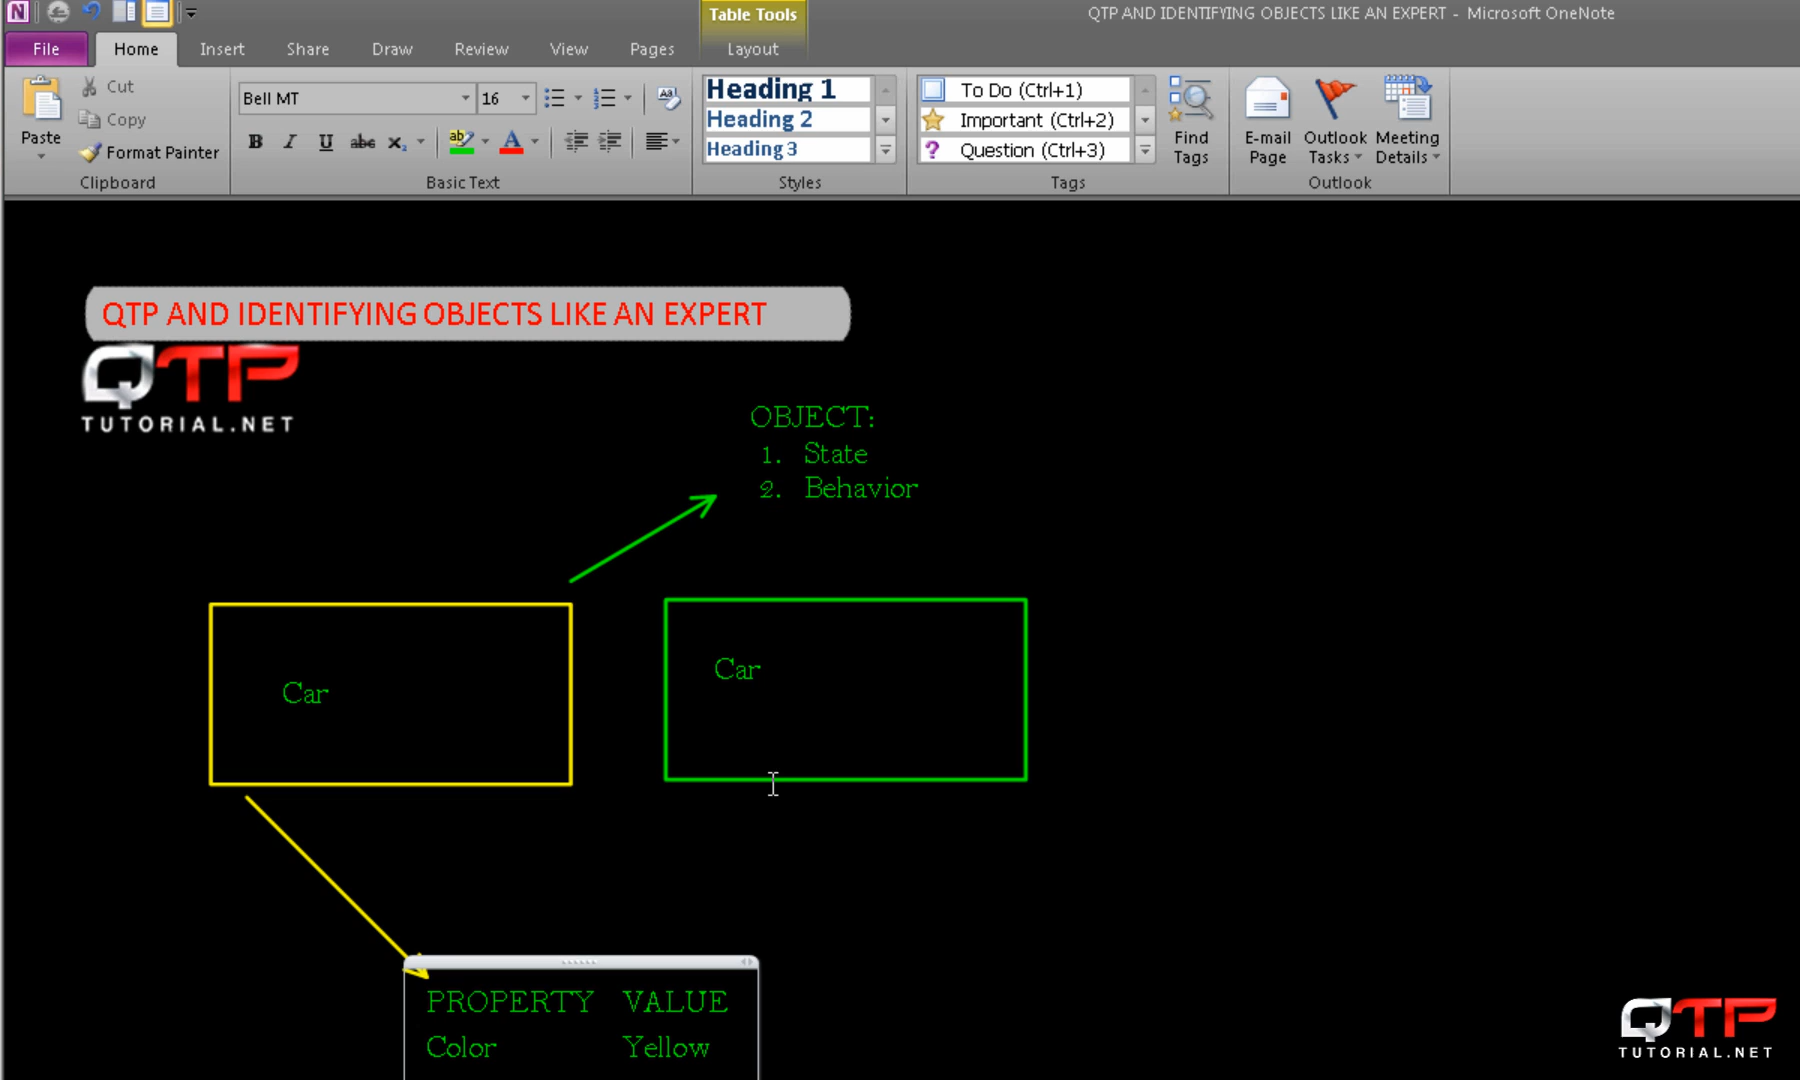 Table Tools
QTP AND IDENTIFYING OBJECTS LIKE AN EXPERT - Microsoft OneNote
File
Home
Insert
Share
Draw
Review
View
Pages
Layout
Paste
Cut
Copy
Format Painter
Clipboard
Bell MT
16
B I U abc x₂
Basic Text
Heading 1
Heading 2
Heading 3
Styles
To Do (Ctrl+1)
Important (Ctrl+2)
Question (Ctrl+3)
Tags
Find
Tags
E-mail
Page
Outlook
Tasks
Meeting
Details
Outlook
QTP AND IDENTIFYING OBJECTS LIKE AN EXPERT
QTP
TUTORIAL.NET
OBJECT:
1. State
2. Behavior
Car
Car
PROPERTY VALUE
Color Yellow
QTP
TUTORIAL.NET